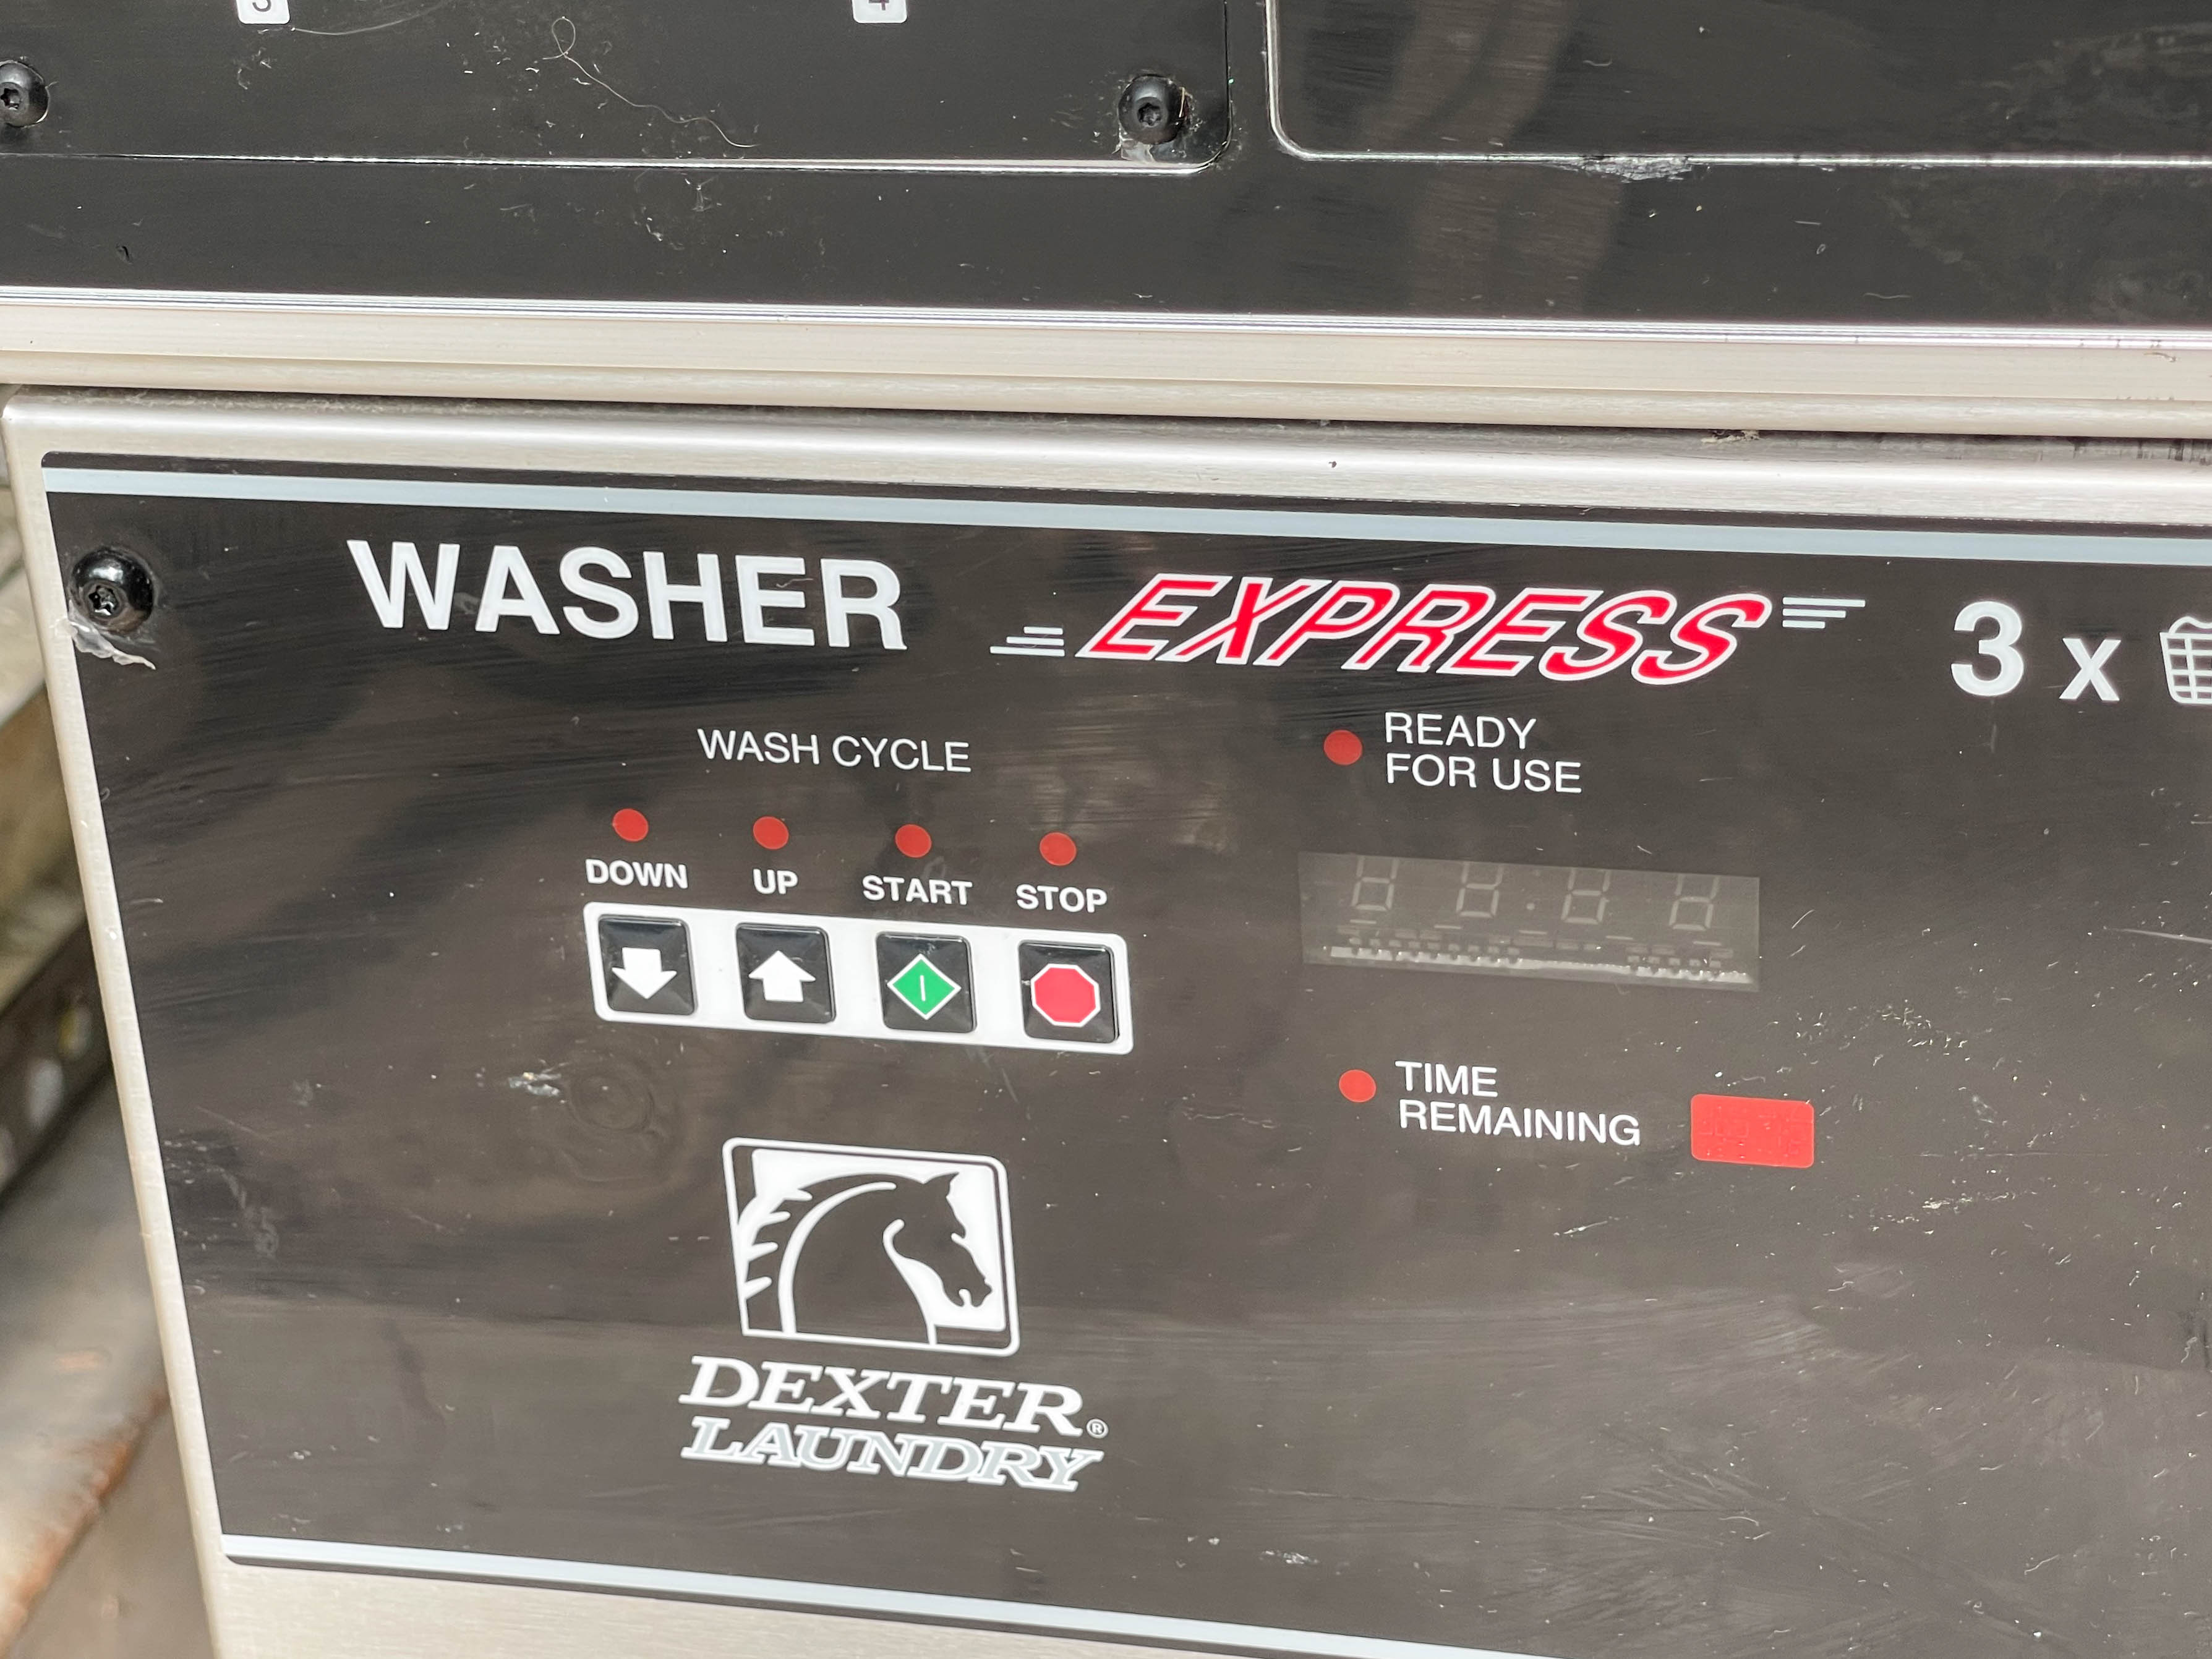 WASHER EXPRESS 3 x
WASH CYCLE
READY
FOR USE
DOWN UP START STOP
TIME
REMAINING
DEXTER®
LAUNDRY